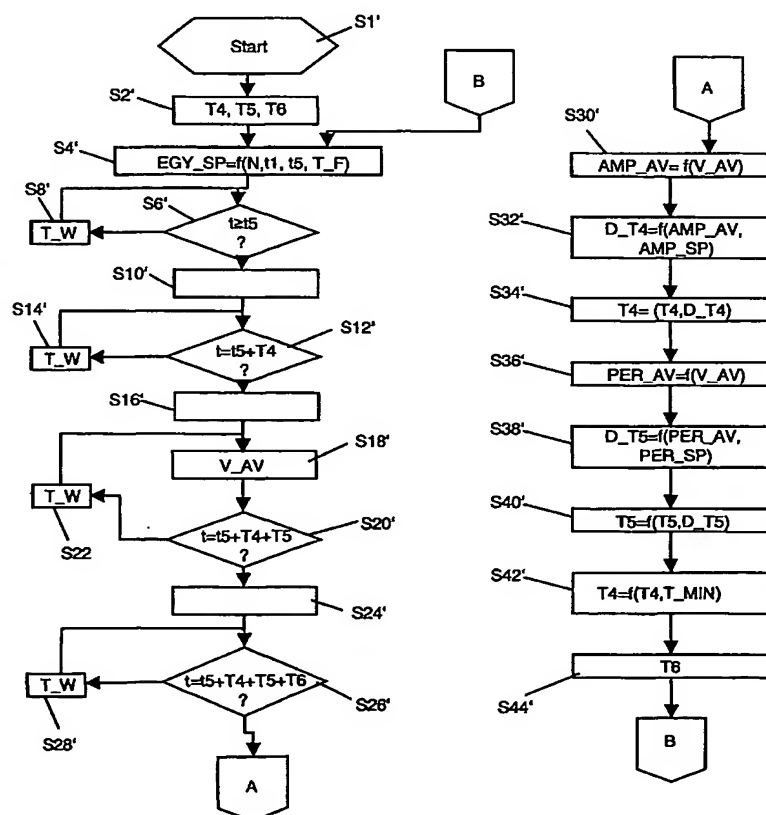 S1'
Start
B
A
S2'
T4, T5, T6
S30'
S4'
EGY_SP=f(N,t1, t5, T_F)
AMP_AV= f(V_AV)
S8'
S6'
T_W
t≥t5
?
S32'
D_T4=f(AMP_AV,
AMP_SP)
S10'
S34'
T4= (T4,D_T4)
S14'
S12'
T_W
t=t5+T4
?
S36'
PER_AV=f(V_AV)
S16'
S18'
V_AV
S38'
D_T5=f(PER_AV,
PER_SP)
T_W
S22
S20'
t=t5+T4+T5
?
S40'
T5=f(T5,D_T5)
S24'
S42'
T4=f(T4,T_MIN)
T_W
S28'
t=t5+T4+T5+T6
?
S26'
T6
S44'
A
B